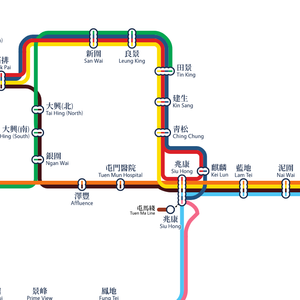 新圍
San Wai
良景
Leung King
排
Pai
田景
Tin King
建生
Kin Sang
大興(北)
Tai Hing (North)
大興(南)
Hing (South)
青松
Ching Chung
銀圍
Ngan Wai
屯門醫院
Tuen Mun Hospital
澤豐
Affluence
兆康
Siu Hong
麒麟
Kei Lun
藍地
Lam Tei
泥圍
Nai Wai
屯馬綫
Tuen Ma Line
兆康
Siu Hong
景峰
Prime View
鳳地
Fung Tei